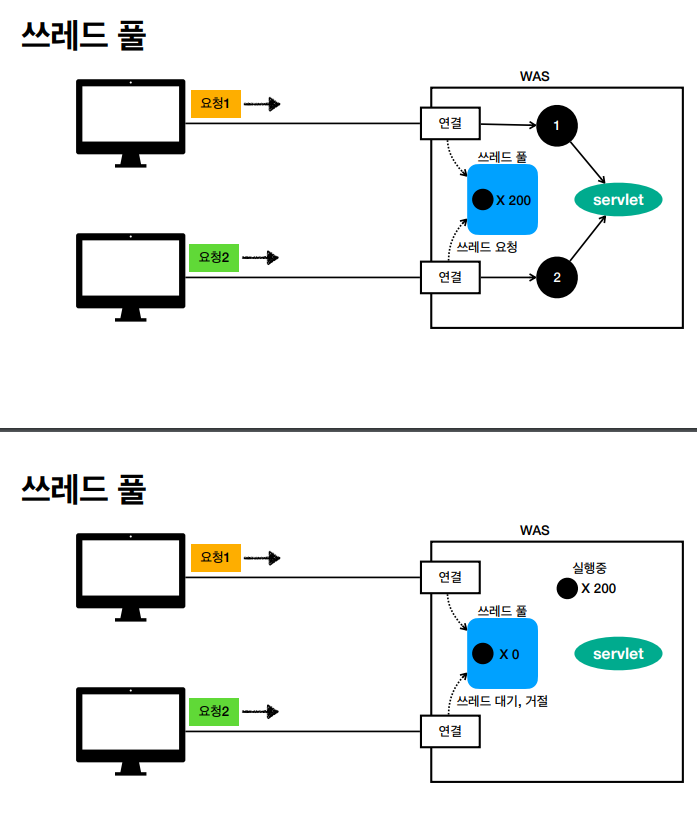 쓰레드 풀
WAS
요청1
연결
1
쓰레드 풀
X 200
servlet
쓰레드 요청
요청2
연결
2
쓰레드 풀
WAS
요청1
연결
실행중
X 200
쓰레드 풀
X 0
servlet
쓰레드 대기, 거절
요청2
연결